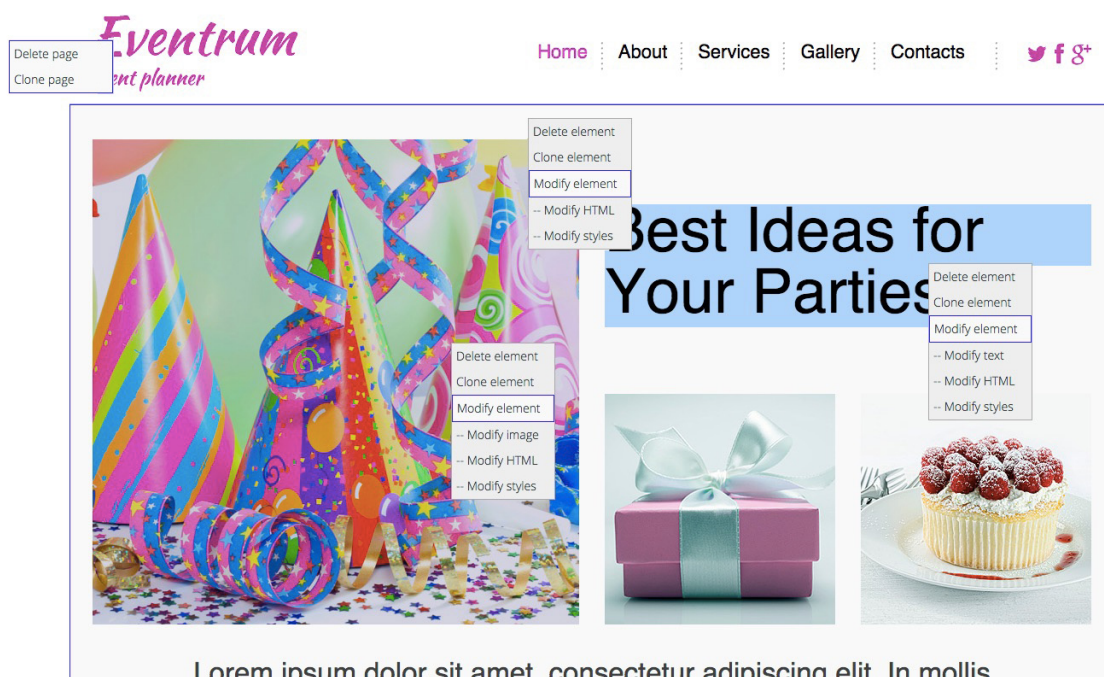 Eventrum
Delete page
Clone page
ent planner
Home
About
Services
Gallery
Contacts
Delete element
Clone element
Modify element
-- Modify HTML
-- Modify styles
Best Ideas for
Your Parties
Delete element
Clone element
Modify element
-- Modify text
-- Modify HTML
-- Modify styles
Delete element
Clone element
Modify element
-- Modify image
-- Modify HTML
-- Modify styles
Lorem ipsum dolor sit amet, consectetur adipiscing elit. In mollis